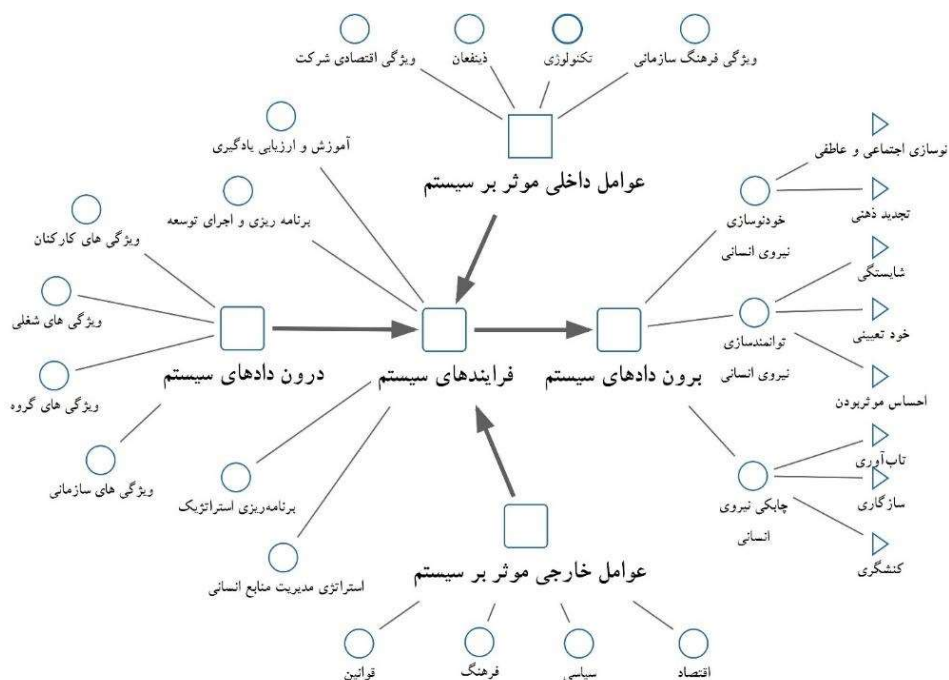 ویژگی فرهنگ سازمانی
تکنولوژی
ذینفعان
ویژگی اقتصادی شرکت
عوامل داخلی موثر بر سیستم
آموزش و ارزیابی یادگیری
برنامه ریزی و اجرای توسعه
ویژگی های کارکنان
ویژگی های شغلی
ویژگی های گروه
ویژگی های سازمانی
درون دادهای سیستم
فرایندهای سیستم
برون دادهای سیستم
نوسازی اجتماعی و عاطفی
تجدید ذهنی
خودنوسازی
نیروی انسانی
شایستگی
خود تعیینی
احساس موثربودن
توانمندسازی
نیروی انسانی
تاب‌آوری
سازگاری
کنشگری
چابکی نیروی
انسانی
برنامه‌ریزی استراتژیک
استراتژی مدیریت منابع انسانی
عوامل خارجی موثر بر سیستم
اقتصاد
سیاسی
فرهنگ
قوانین